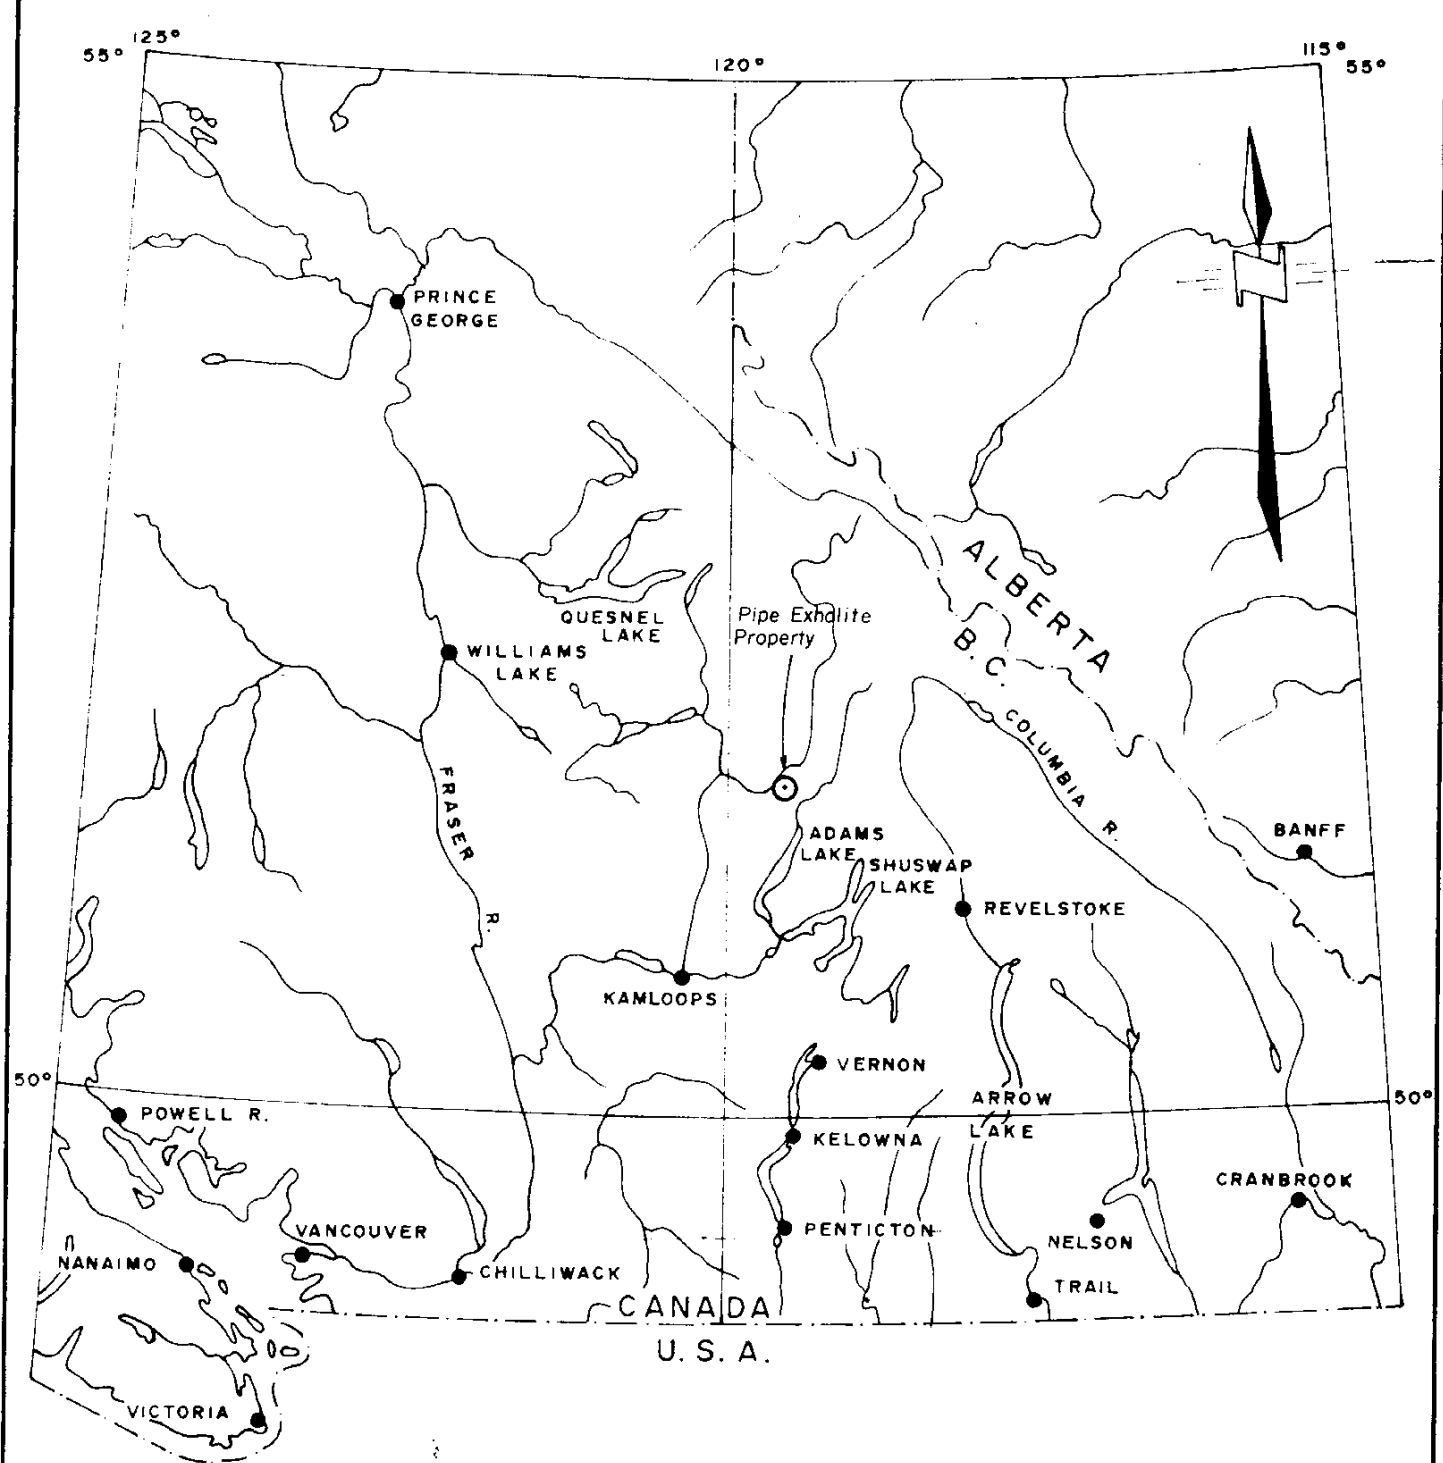 125°
55°
120°
115°
55°
PRINCE
GEORGE
ALBERTA
B.C.
QUESNEL
LAKE
Pipe Exhalite
Property
WILLIAMS
LAKE
COLUMBIA R.
FRASER R.
BANFF
ADAMS
LAKE
SHUSWAP
LAKE
REVELSTOKE
KAMLOOPS
VERNON
50°
50°
ARROW
LAKE
POWELL R.
KELOWNA
CRANBROOK
VANCOUVER
PENTICTON
NELSON
NANAIMO
CHILLIWACK
TRAIL
CANADA
U.S.A.
VICTORIA